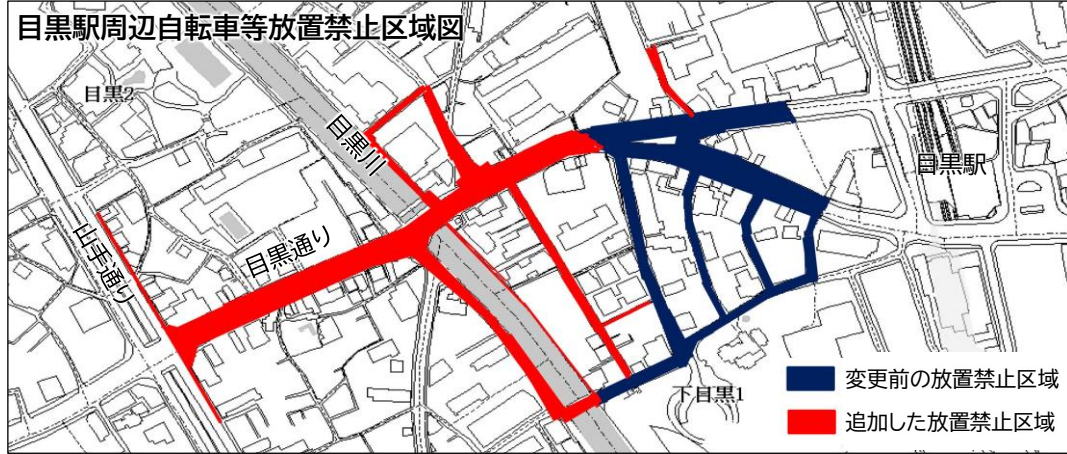 目黒駅周辺自転車等放置禁止区域図
目黒2
目黒川
目黒駅
山手通り
目黒通り
下目黒1
変更前の放置禁止区域
追加した放置禁止区域